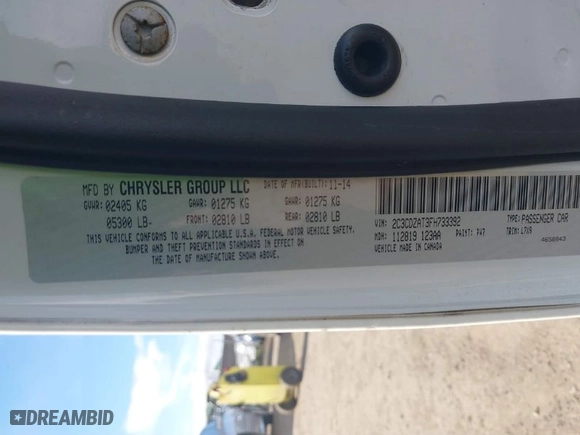 MFD BY CHRYSLER GROUP LLC
DATE OF MFR(BUILT): 11-14
GVWR: 02405 KG
GAWR: 01275 KG
GAWR: 01275 KG
05300 LB-
FRONT: 02810 LB
REAR: 02810 LB
THIS VEHICLE CONFORMS TO ALL APPLICABLE U.S.A. FEDERAL MOTOR VEHICLE SAFETY,
BUMPER AND THEFT PREVENTION STANDARDS IN EFFECT ON
THE DATE OF MANUFACTURE SHOWN ABOVE.
VIN: 2C3CDZAT3FH733392
TYPE: PASSENGER CAR
MDH: 112819 123AA
PAINT: PW7
TRIM: L7X9
VEHICLE MADE IN CANADA
DREAMBID